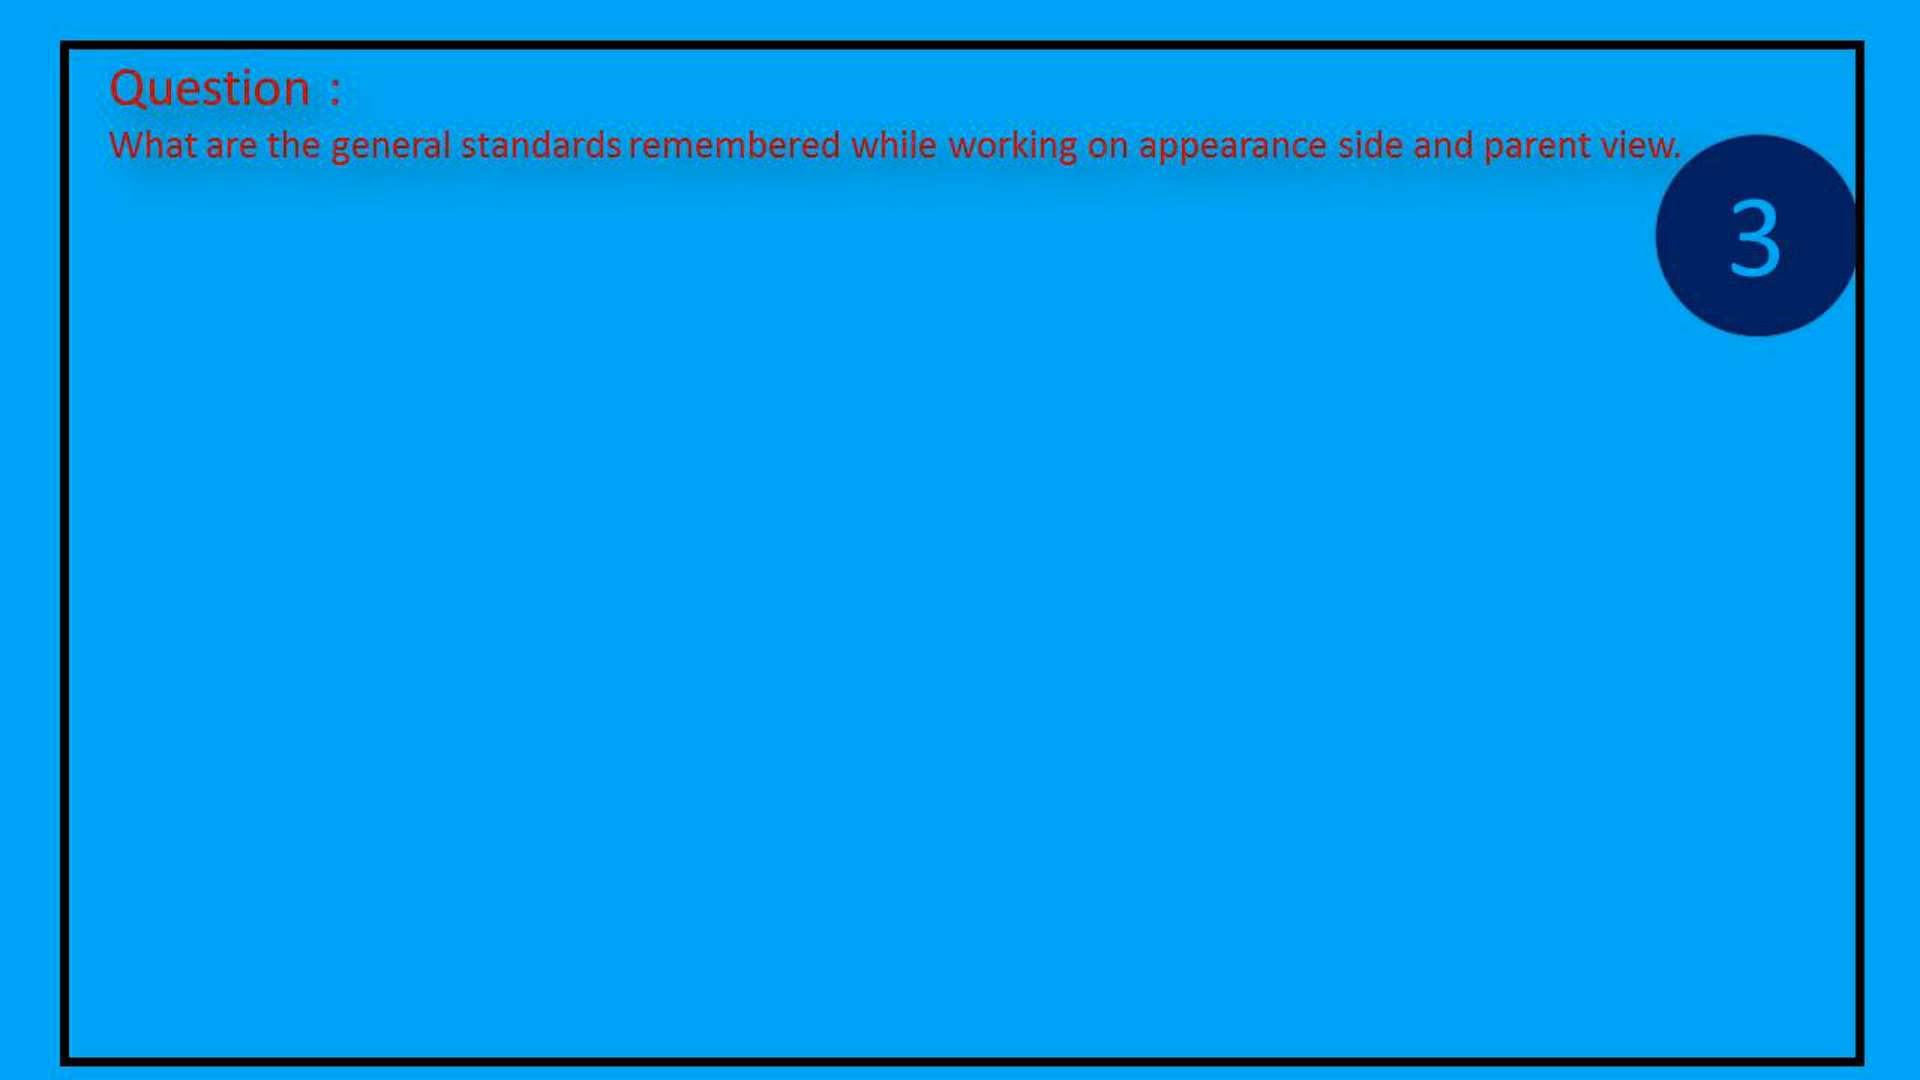 Question :
What are the general standards remembered while working on appearance side and parent view.
3